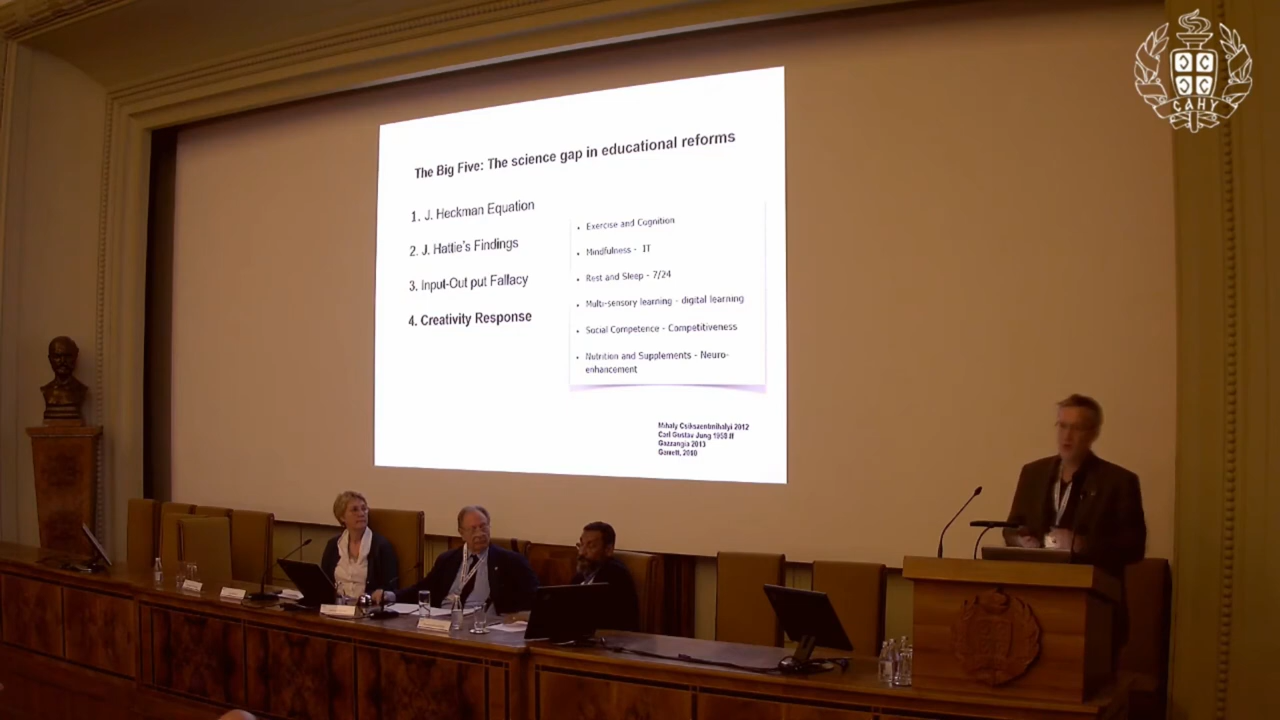 САНУ
The Big Five: The science gap in educational reforms
1. J. Heckman Equation
2. J. Hattie's Findings
3. Input-Out put Fallacy
4. Creativity Response
• Exercise and Cognition
• Mindfulness - IT
• Rest and Sleep - 7/24
• Multi-sensory learning - digital learning
• Social Competence - Competitiveness
• Nutrition and Supplements - Neuro-
enhancement
Mihaly Csikszentmihalyi 2012
Carl Gustav Jung 1958 ff
Gazzangia 2013